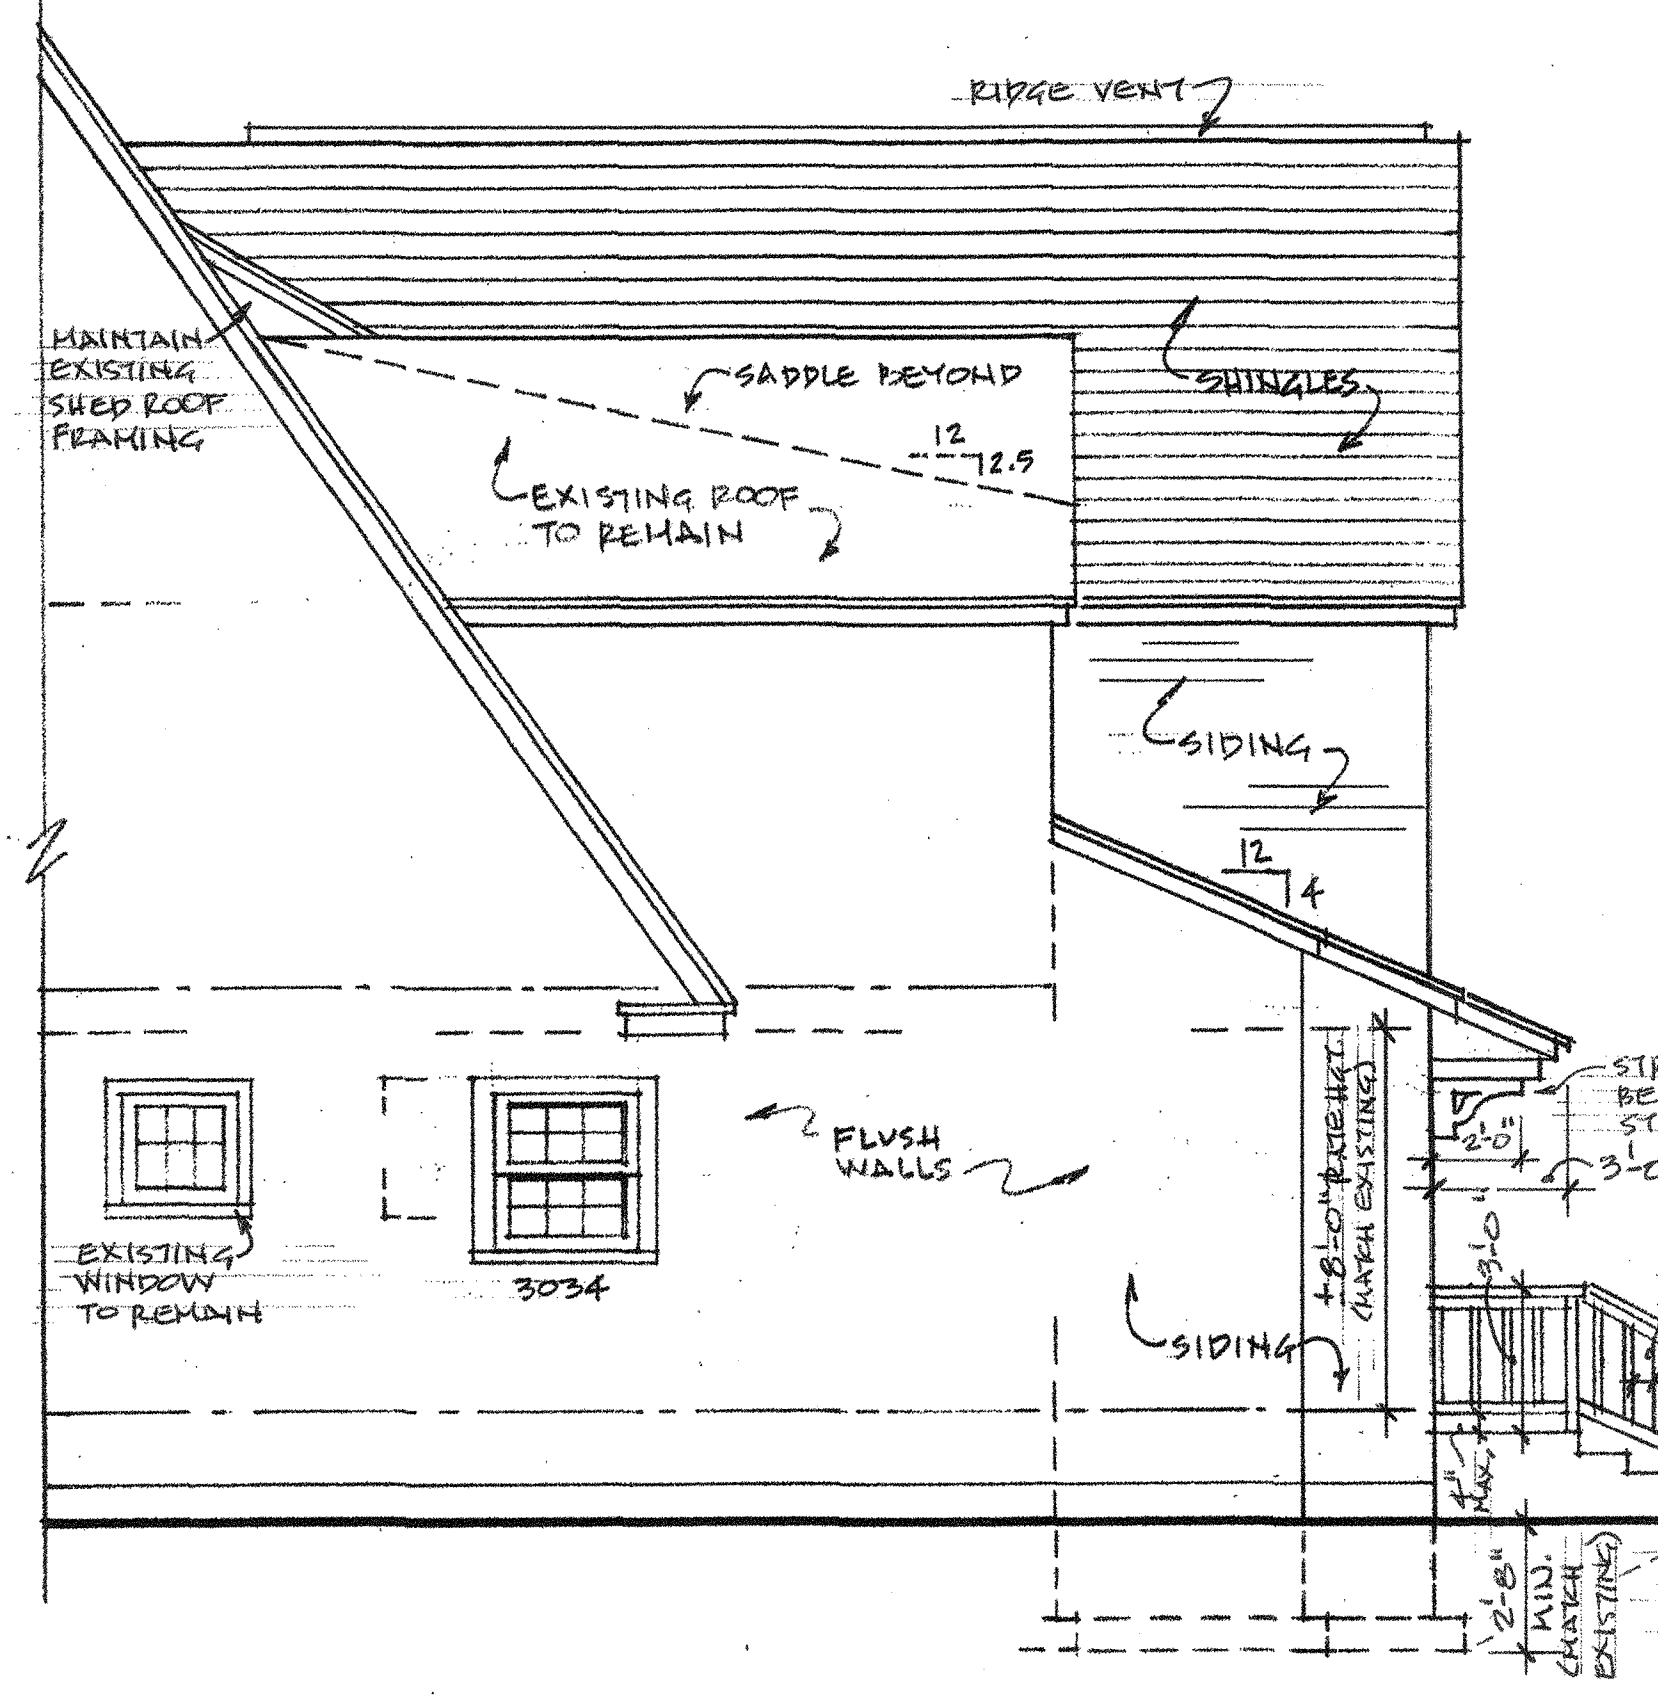 RIDGE VENT
MAINTAIN
EXISTING
SHED ROOF
FRAMING
SADDLE BEYOND
SHINGLES
12
2.5
EXISTING ROOF
TO REMAIN
SIDING
12
4
FLUSH
WALLS
±8'-0" PLATE HGT.
(MATCH EXISTING)
2'-0"
3'-0"
EXISTING
WINDOW
TO REMAIN
3034
SIDING
4"
MAX.
2'-8"
MIN.
(MATCH
EXISTING)